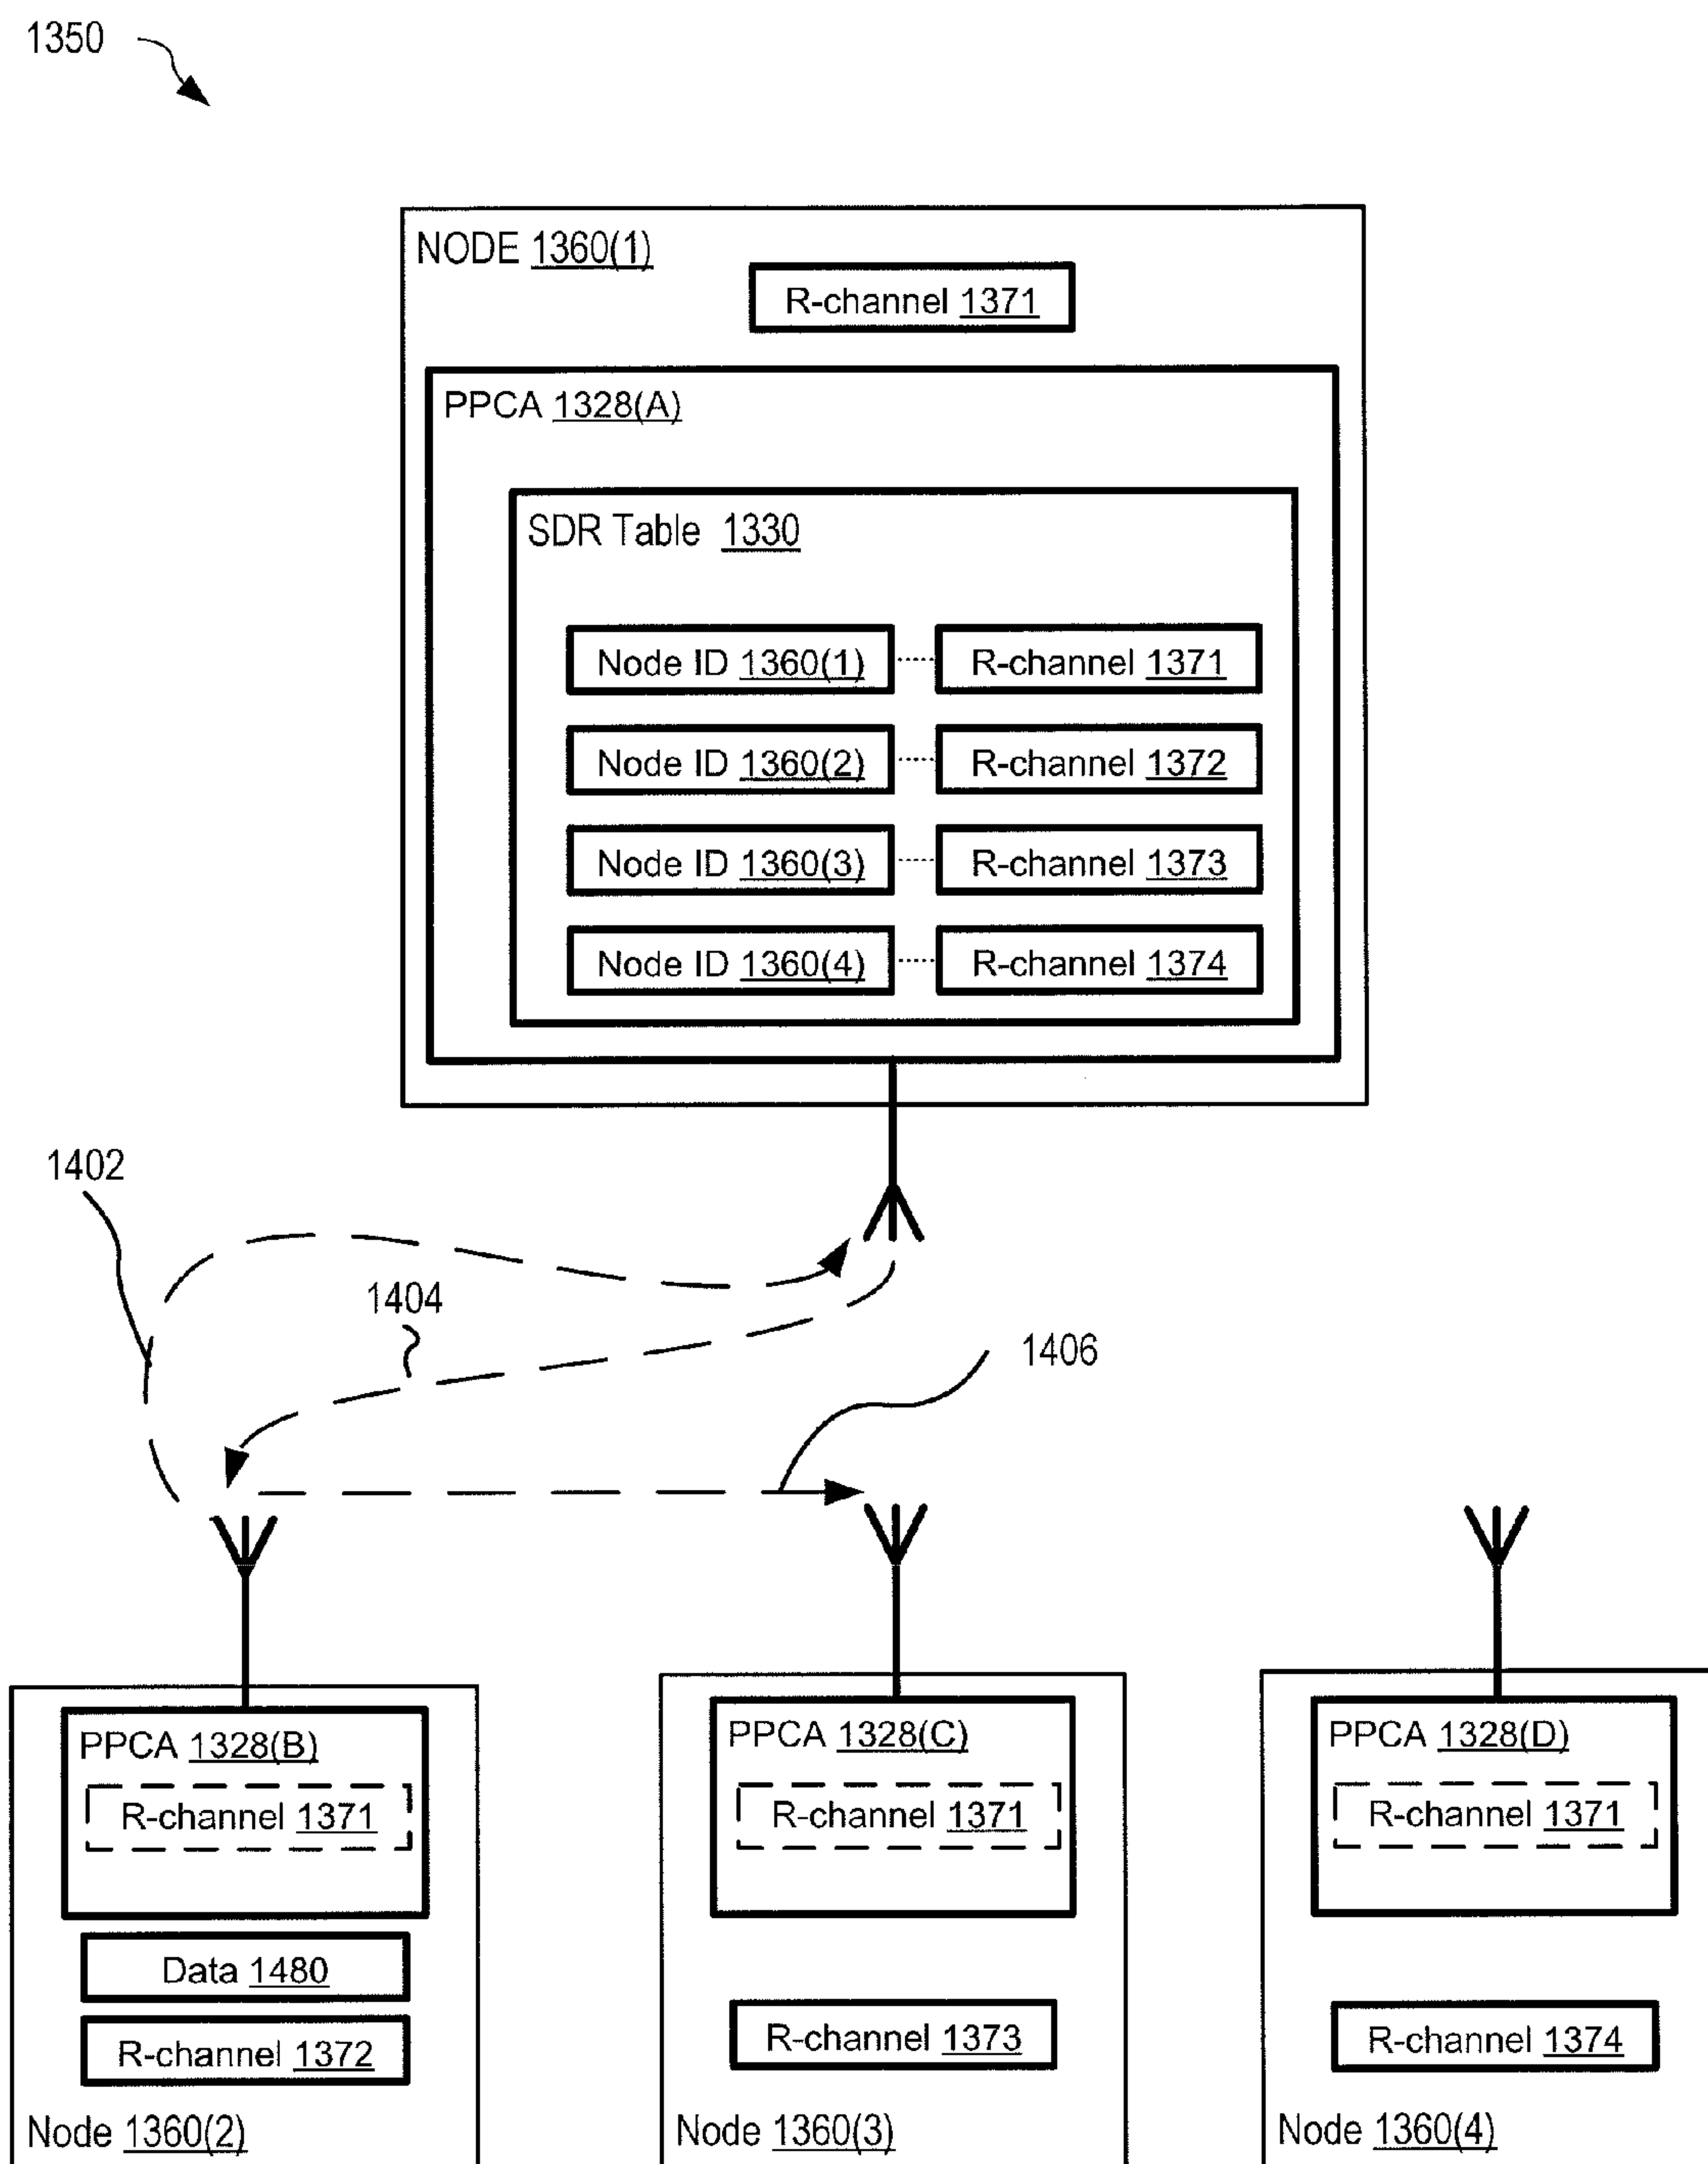 1350
NODE 1360(1)
R-channel 1371
PPCA 1328(A)
SDR Table 1330
Node ID 1360(1) R-channel 1371
Node ID 1360(2) R-channel 1372
Node ID 1360(3) R-channel 1373
Node ID 1360(4) R-channel 1374
1402
1404
1406
PPCA 1328(B)
R-channel 1371
Data 1480
R-channel 1372
Node 1360(2)
PPCA 1328(C)
R-channel 1371
R-channel 1373
Node 1360(3)
PPCA 1328(D)
R-channel 1371
R-channel 1374
Node 1360(4)